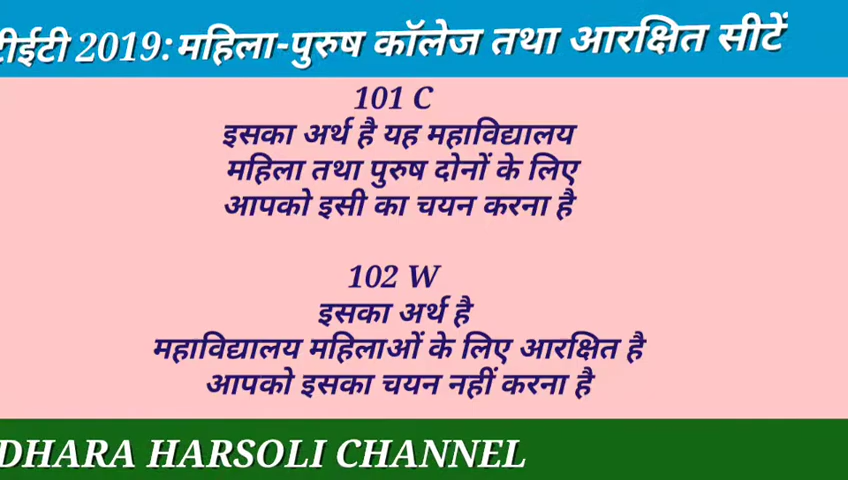 टीईटी 2019: महिला-पुरुष कॉलेज तथा आरक्षित सीटें
101 C
इसका अर्थ है यह महाविद्यालय
महिला तथा पुरुष दोनों के लिए
आपको इसी का चयन करना है
102 W
इसका अर्थ है
महाविद्यालय महिलाओं के लिए आरक्षित है
आपको इसका चयन नहीं करना है
DHARA HARSOLI CHANNEL